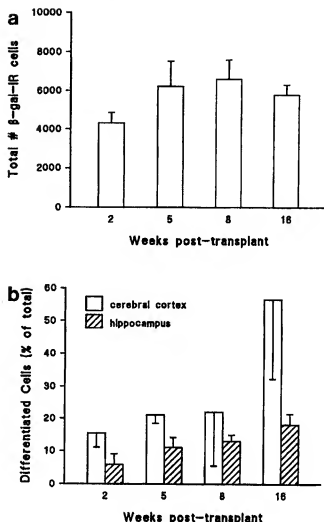 a
10000
8000
6000
4000
2000
0
Total # β-gal-IR cells
2 5 8 16
Weeks post-transplant
b
60
50
40
30
20
10
0
Differentiated Cells (% of total)
cerebral cortex
hippocampus
2 5 8 16
Weeks post-transplant